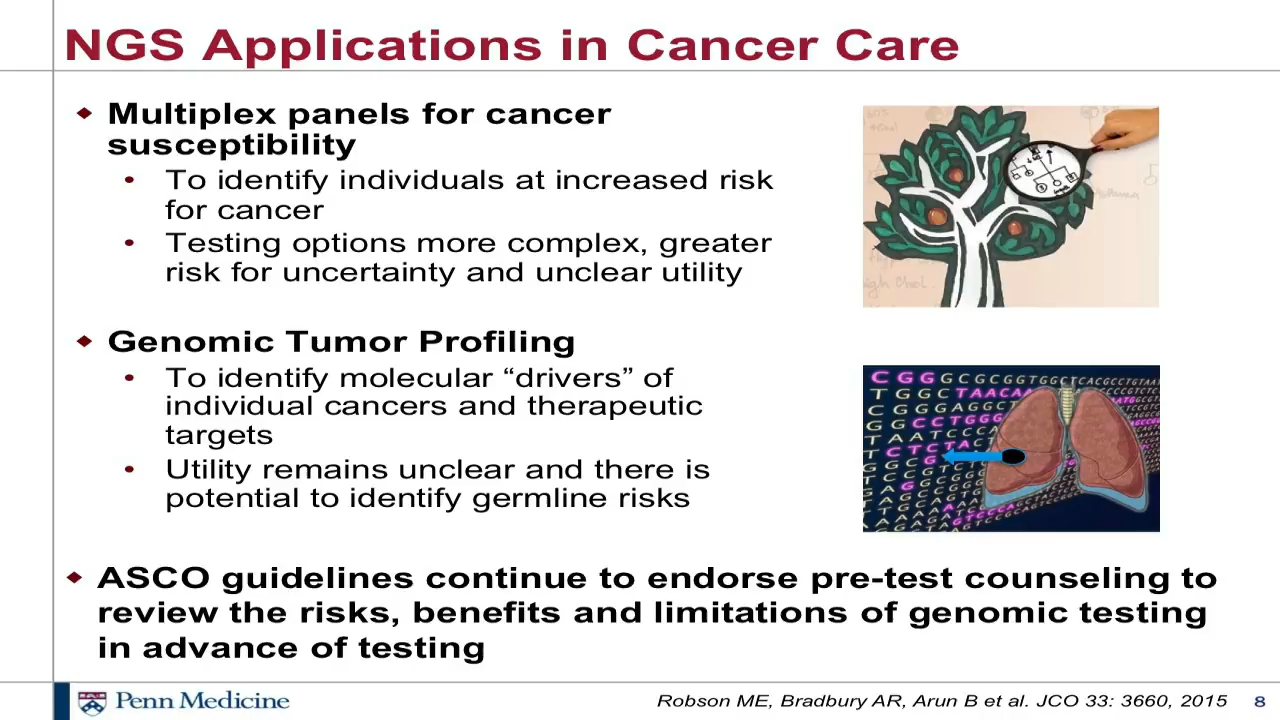 NGS Applications in Cancer Care
Multiplex panels for cancer
susceptibility
To identify individuals at increased risk
for cancer
Testing options more complex, greater
risk for uncertainty and unclear utility
Genomic Tumor Profiling
To identify molecular “drivers” of
individual cancers and therapeutic
targets
Utility remains unclear and there is
potential to identify germline risks
ASCO guidelines continue to endorse pre-test counseling to
review the risks, benefits and limitations of genomic testing
in advance of testing
Penn Medicine
Robson ME, Bradbury AR, Arun B et al. JCO 33: 3660, 2015
8